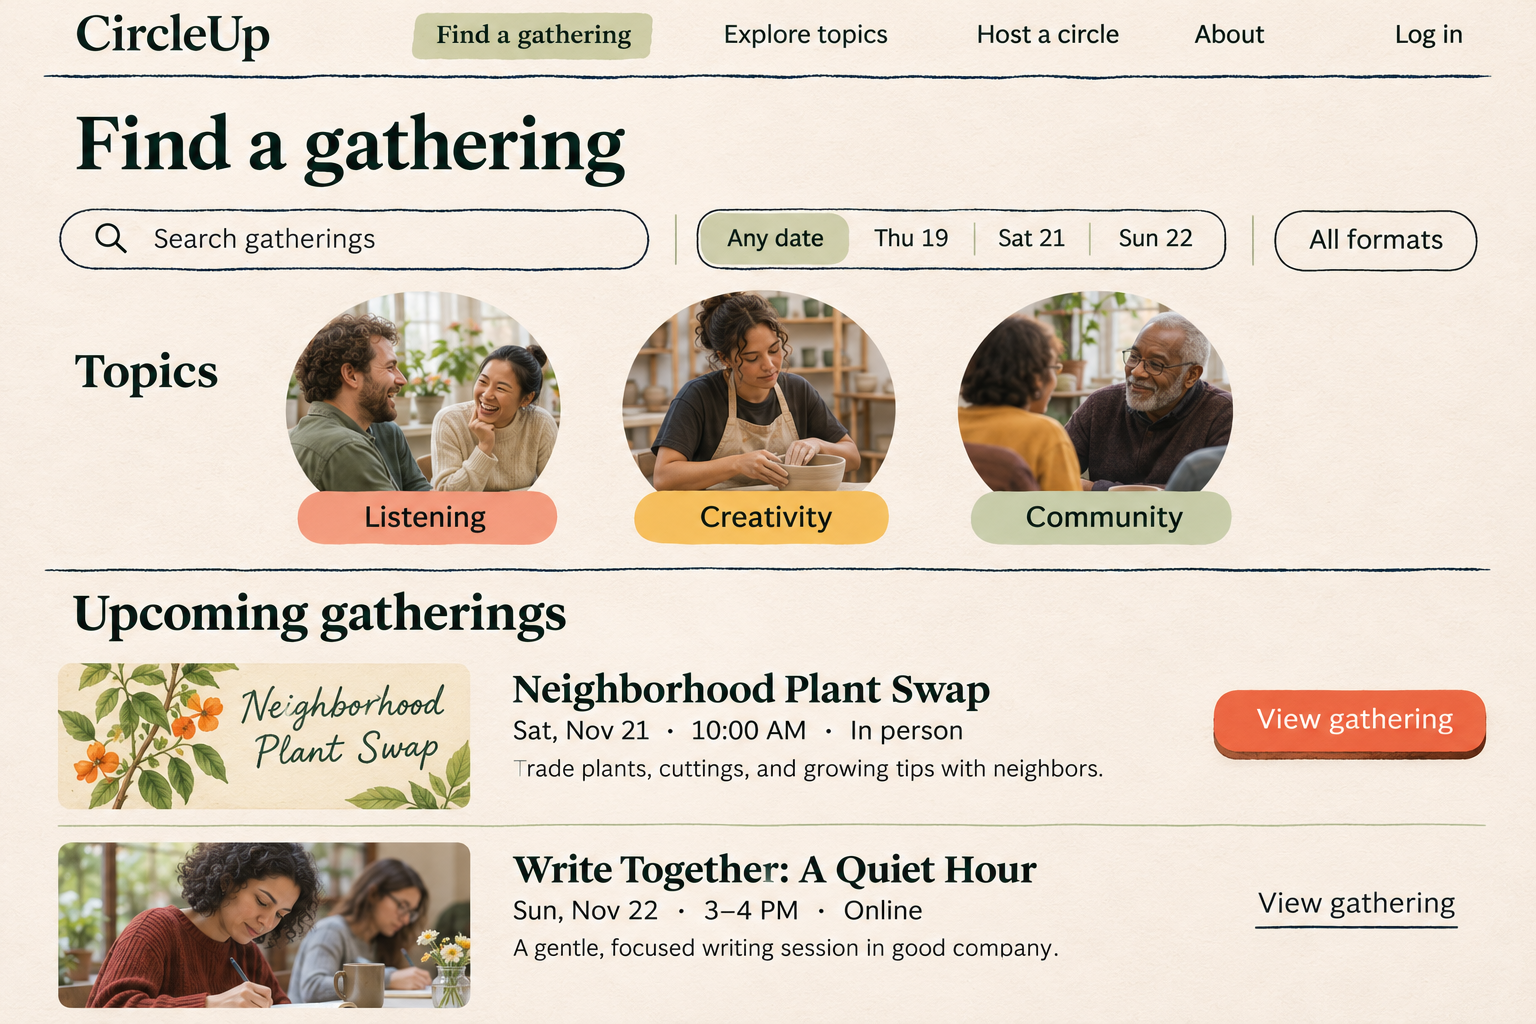 CircleUp
Find a gathering
Explore topics
Host a circle
About
Log in
Find a gathering
Search gatherings
Any date
Thu 19
Sat 21
Sun 22
All formats
Topics
Listening
Creativity
Community
Upcoming gatherings
Neighborhood
Plant Swap
Neighborhood Plant Swap
Sat, Nov 21 • 10:00 AM • In person
Trade plants, cuttings, and growing tips with neighbors.
View gathering
Write Together: A Quiet Hour
Sun, Nov 22 • 3–4 PM • Online
A gentle, focused writing session in good company.
View gathering